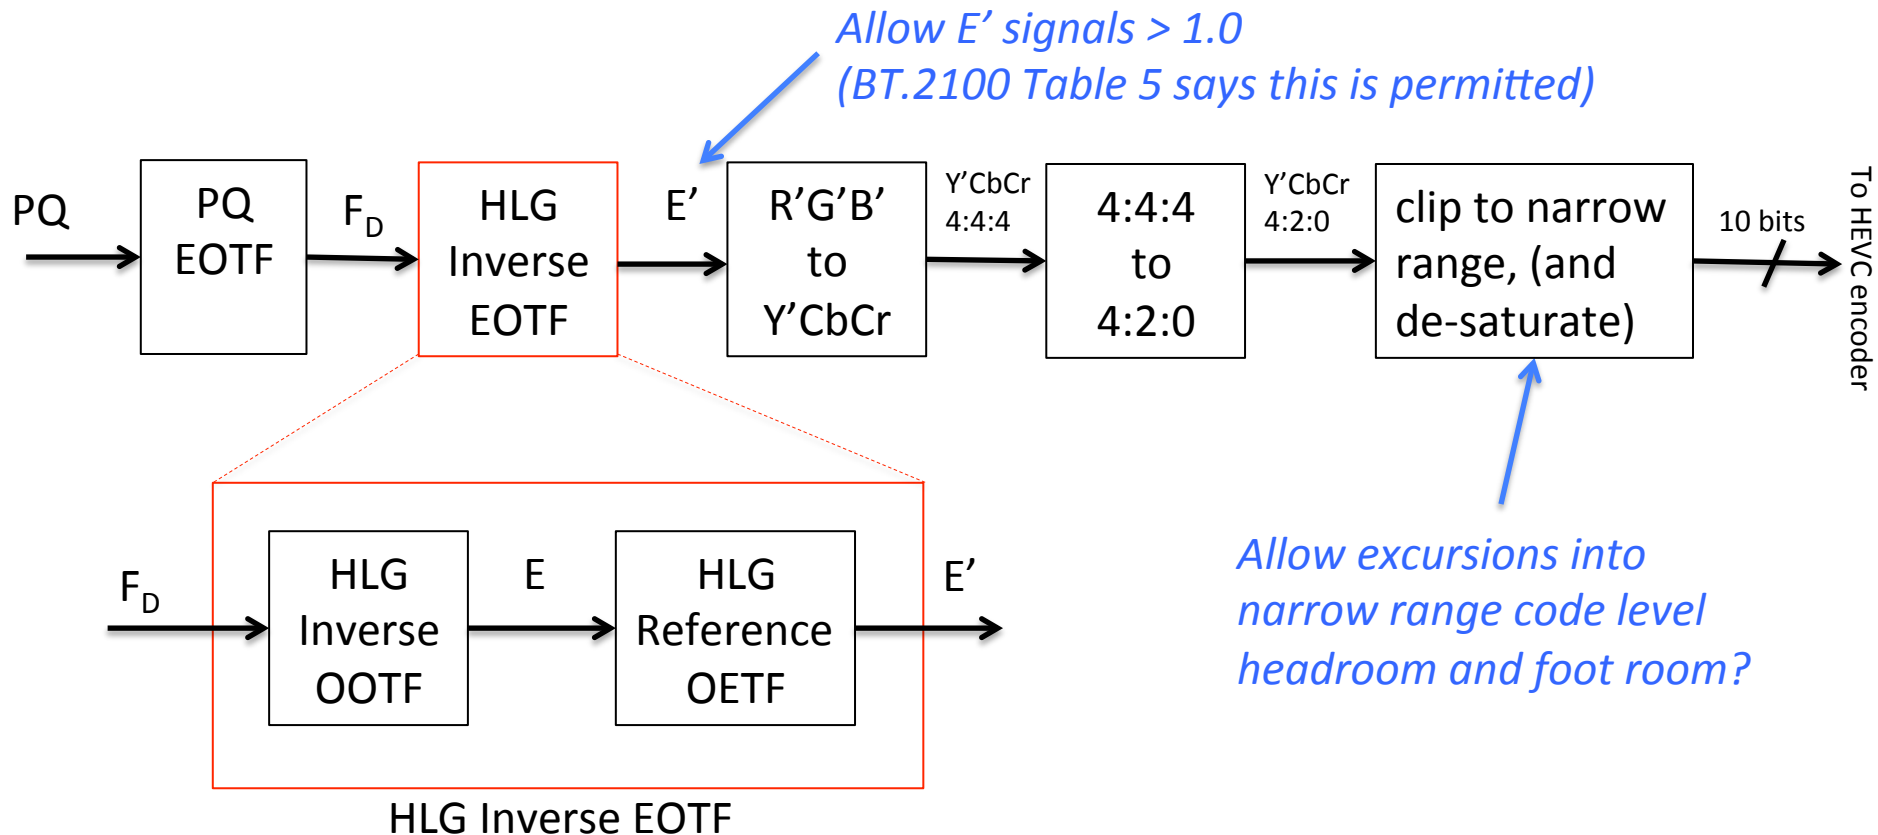 Allow E’ signals > 1.0
(BT.2100 Table 5 says this is permitted)
PQ
PQ
EOTF
F_D
HLG
Inverse
EOTF
E’
R’G’B’
to
Y’CbCr
Y’CbCr
4:4:4
4:4:4
to
4:2:0
Y’CbCr
4:2:0
clip to narrow
range, (and
de-saturate)
10 bits
To HEVC encoder
F_D
HLG
Inverse
OOTF
E
HLG
Reference
OETF
E’
HLG Inverse EOTF
Allow excursions into
narrow range code level
headroom and foot room?